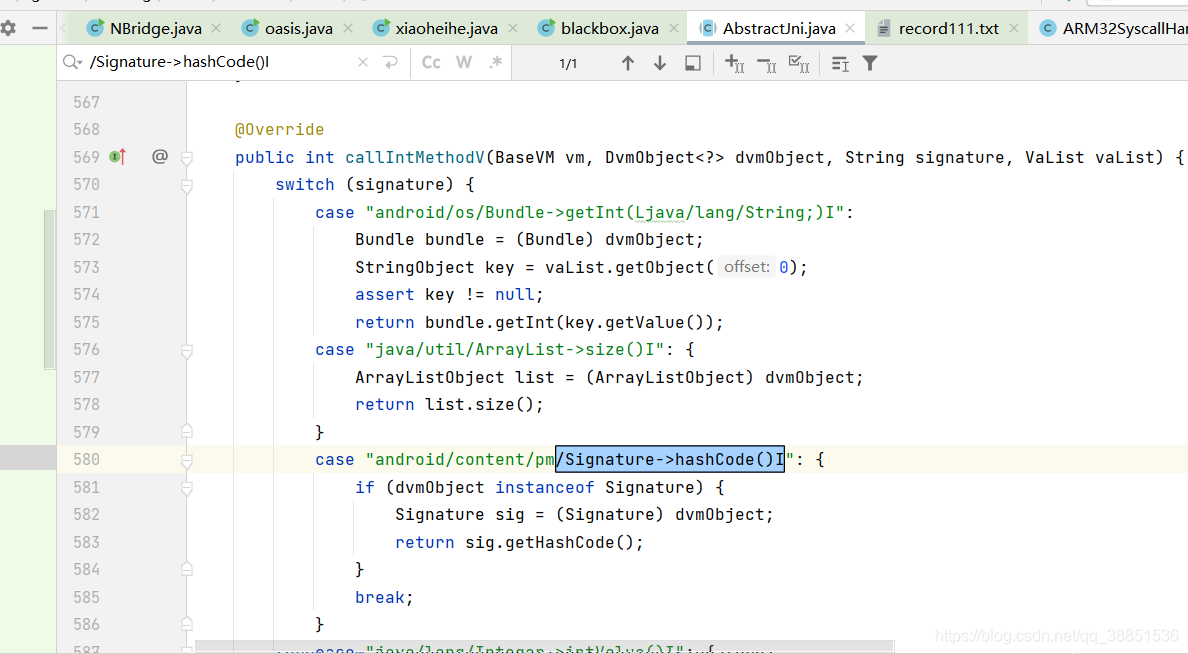 NBridge.java oasis.java xiaoheihe.java blackbox.java AbstractJni.java record111.txt ARM32SyscallHa
/Signature->hashCode()I Cc W .* 1/1
567
568 @Override
569 @ public int callIntMethodV(BaseVM vm, DvmObject<?> dvmObject, String signature, VaList vaList) {
570 switch (signature) {
571 case "android/os/Bundle->getInt(Ljava/lang/String;)I":
572 Bundle bundle = (Bundle) dvmObject;
573 StringObject key = vaList.getObject( offset: 0);
574 assert key != null;
575 return bundle.getInt(key.getValue());
576 case "java/util/ArrayList->size()I": {
577 ArrayListObject list = (ArrayListObject) dvmObject;
578 return list.size();
579 }
580 case "android/content/pm/Signature->hashCode()I": {
581 if (dvmObject instanceof Signature) {
582 Signature sig = (Signature) dvmObject;
583 return sig.getHashCode();
584 }
585 break;
586 }
587
https://blog.csdn.net/qq_38851536